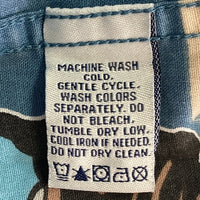 MACHINE WASH
COLD.
GENTLE CYCLE.
WASH COLORS
SEPARATELY. DO
NOT BLEACH.
TUMBLE DRY LOW.
COOL IRON IF NEEDED.
DO NOT DRY CLEAN.